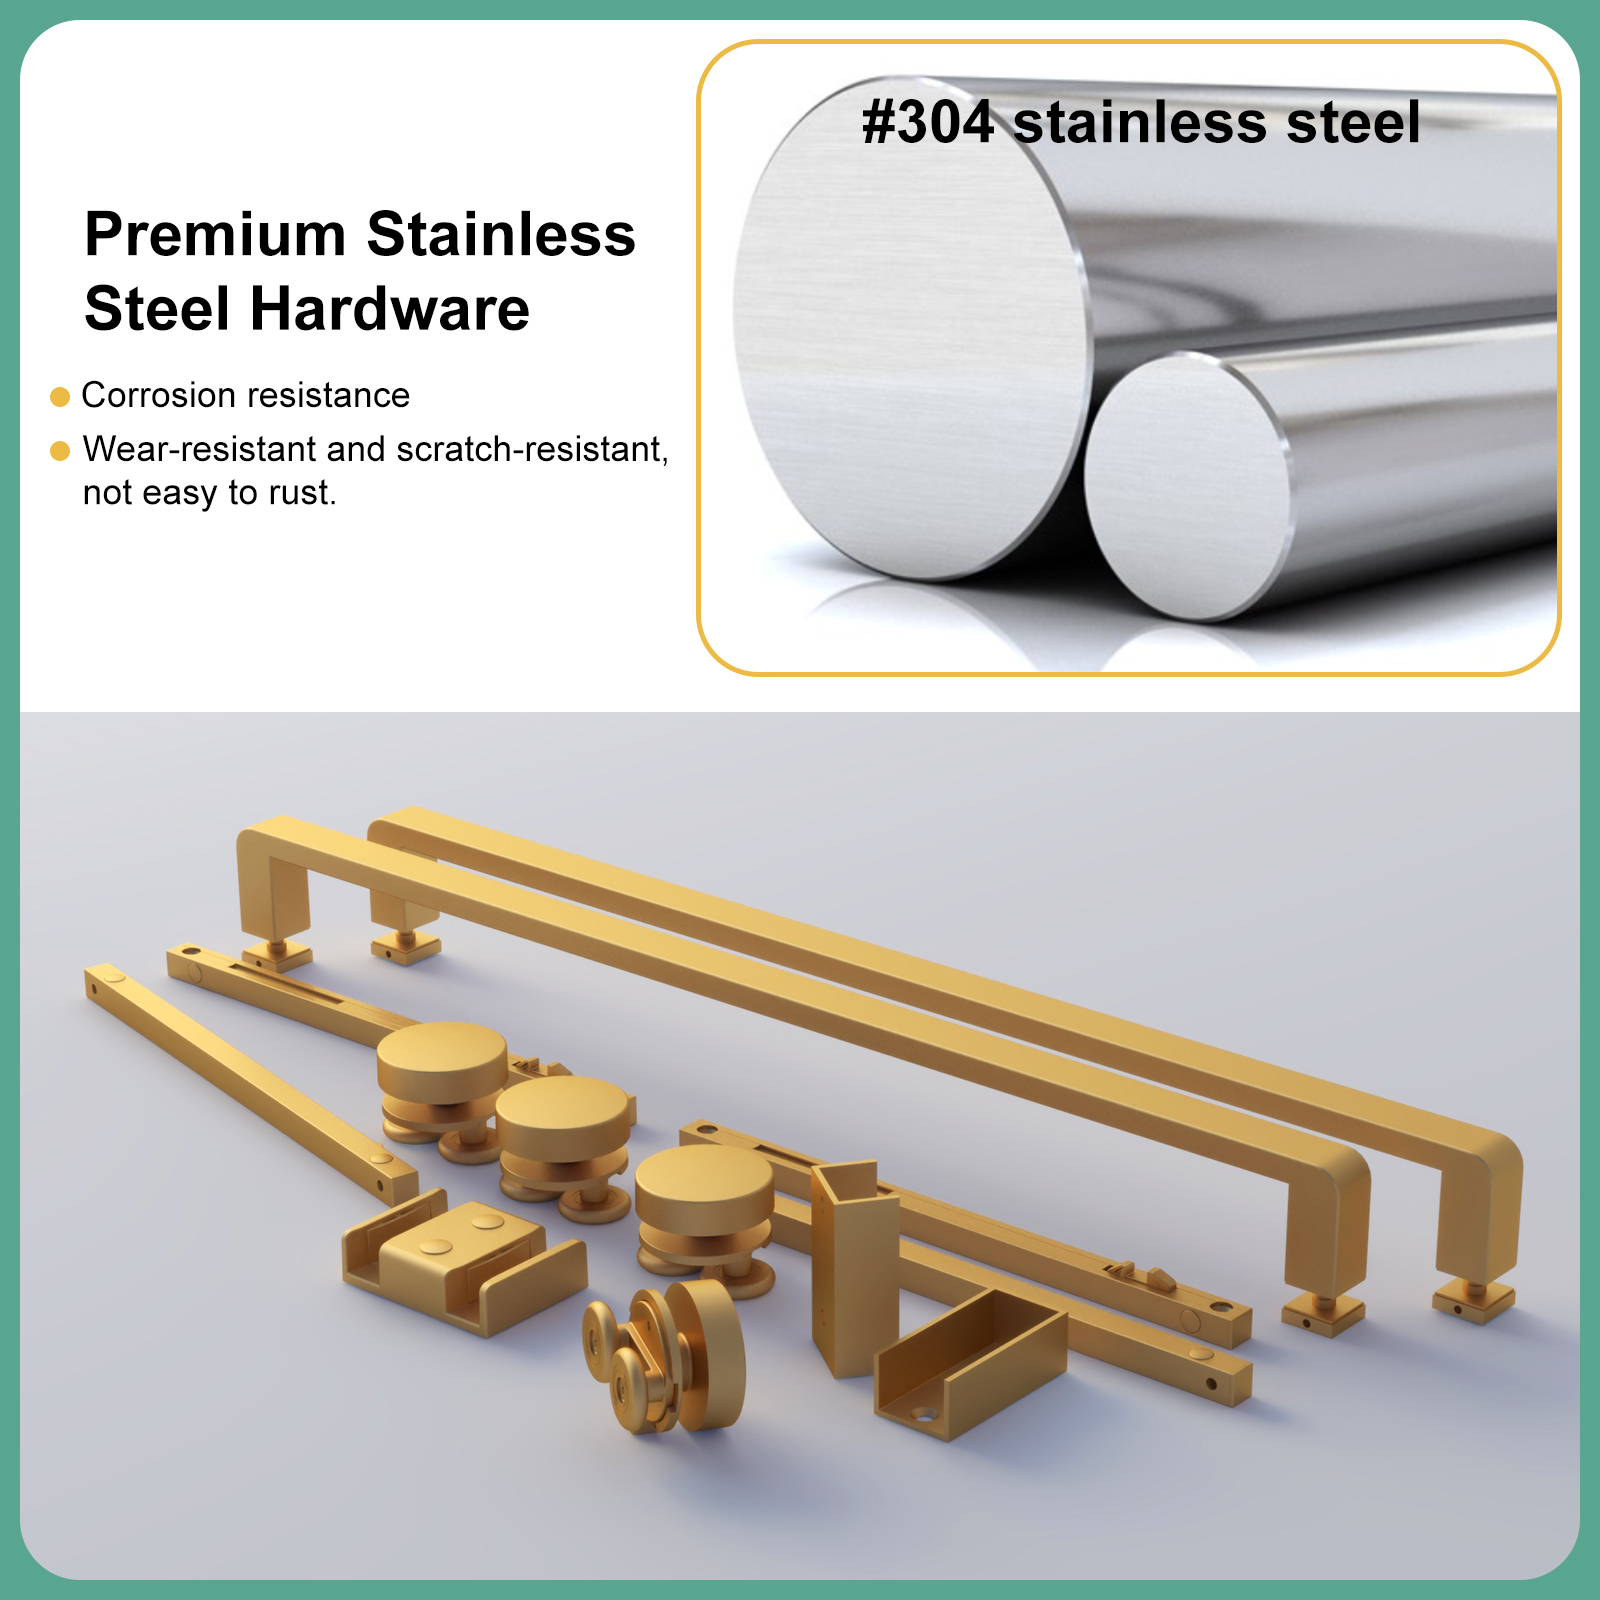 #304 stainless steel
Premium Stainless
Steel Hardware
Corrosion resistance
Wear-resistant and scratch-resistant,
not easy to rust.